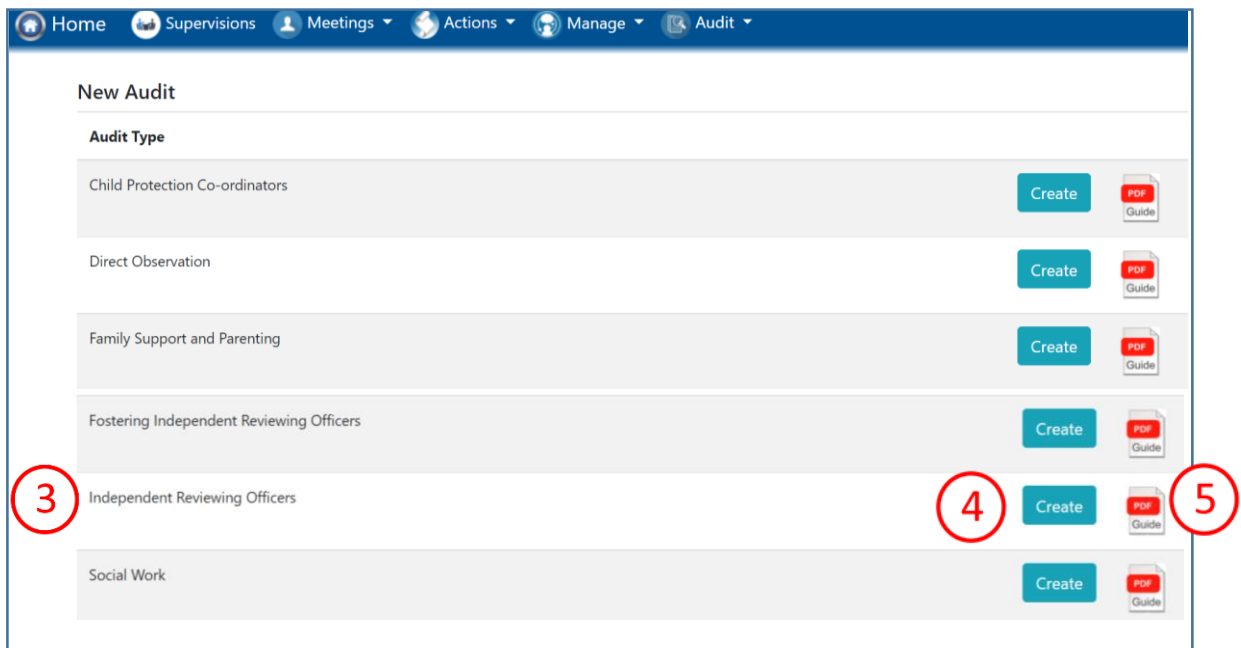 Home Supervisions Meetings Actions Manage Audit
New Audit
Audit Type
Child Protection Co-ordinators Create PDF
Guide
Direct Observation Create PDF
Guide
Family Support and Parenting Create PDF
Guide
Fostering Independent Reviewing Officers Create PDF
Guide
3 Independent Reviewing Officers 4 Create PDF 5
Guide
Social Work Create PDF
Guide